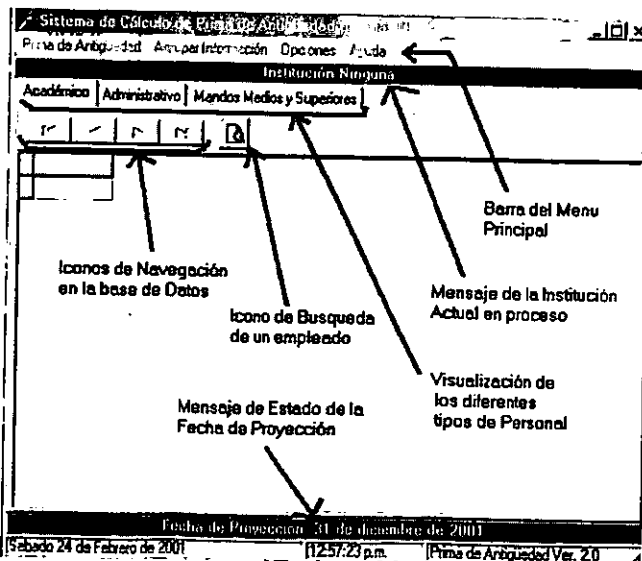 Sistema de Cálculo de Prima de Antigüedad
Prima de Antigüedad Agrupar Información Opciones Ayuda
Institución Ninguna
Académico Administrativo Mandos Medios y Superiores
Barra del Menu
Principal
Iconos de Navegación
en la base de Datos
Icono de Busqueda
de un empleado
Mensaje de la Institución
Actual en proceso
Visualización de
los diferentes
tipos de Personal
Mensaje de Estado de la
Fecha de Proyección
Fecha de Proyección: 31 de diciembre de 2001
Sábado 24 de Febrero de 2001 12:57:23 p.m. Prima de Antigüedad Ver. 2.0